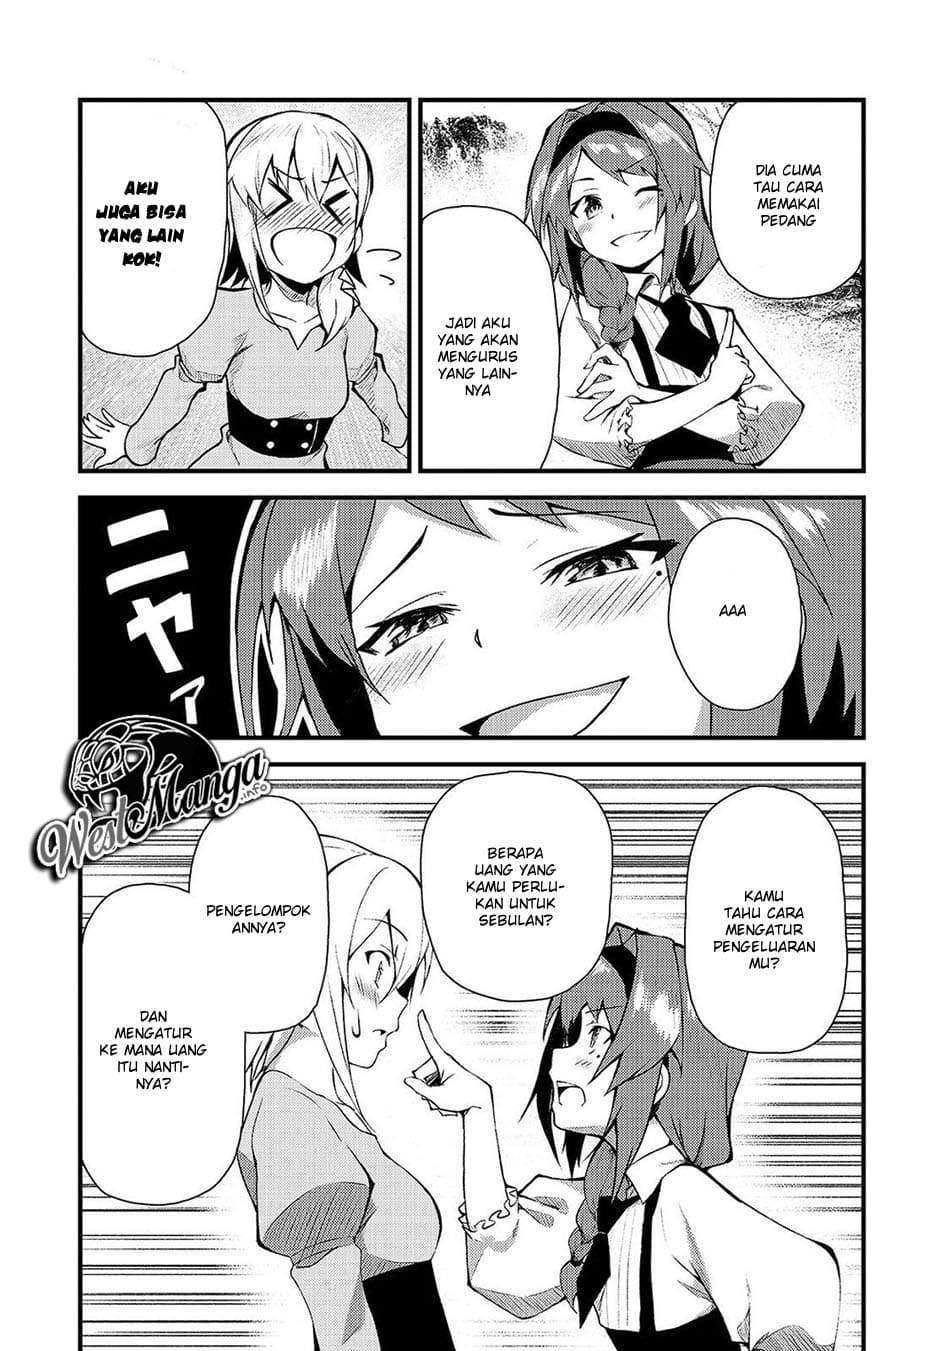 DIA CUMA
TAU CARA
MEMAKAI
PEDANG
JADI AKU
YANG AKAN
MENGURUS
YANG LAIN-
NYA
AKU
JUGA BISA
YANG LAIN
KOK!
AAA
ニヤァ
KAMU
TAHU CARA
MENGATUR
PENGELUARAN
MU?
BERAPA
UANG YANG
KAMU PERLU-
KAN UNTUK
SEBULAN?
PENGELOMPOK
ANNYA?
DAN
MENGATUR
KE MANA UANG
ITU NANTI-
NYA?
WestManga
.info